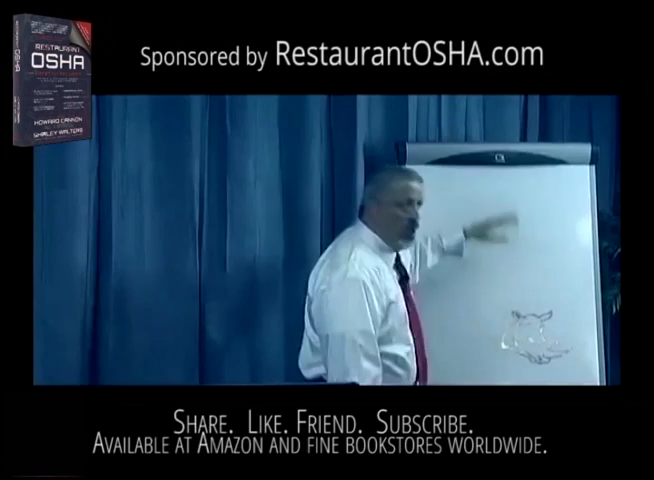 Sponsored by RestaurantOSHA.com
RESTAURANT
OSHA
HOWARD CANNON
SHIRLEY WALTERS
SHARE. LIKE. FRIEND. SUBSCRIBE.
AVAILABLE AT AMAZON AND FINE BOOKSTORES WORLDWIDE.